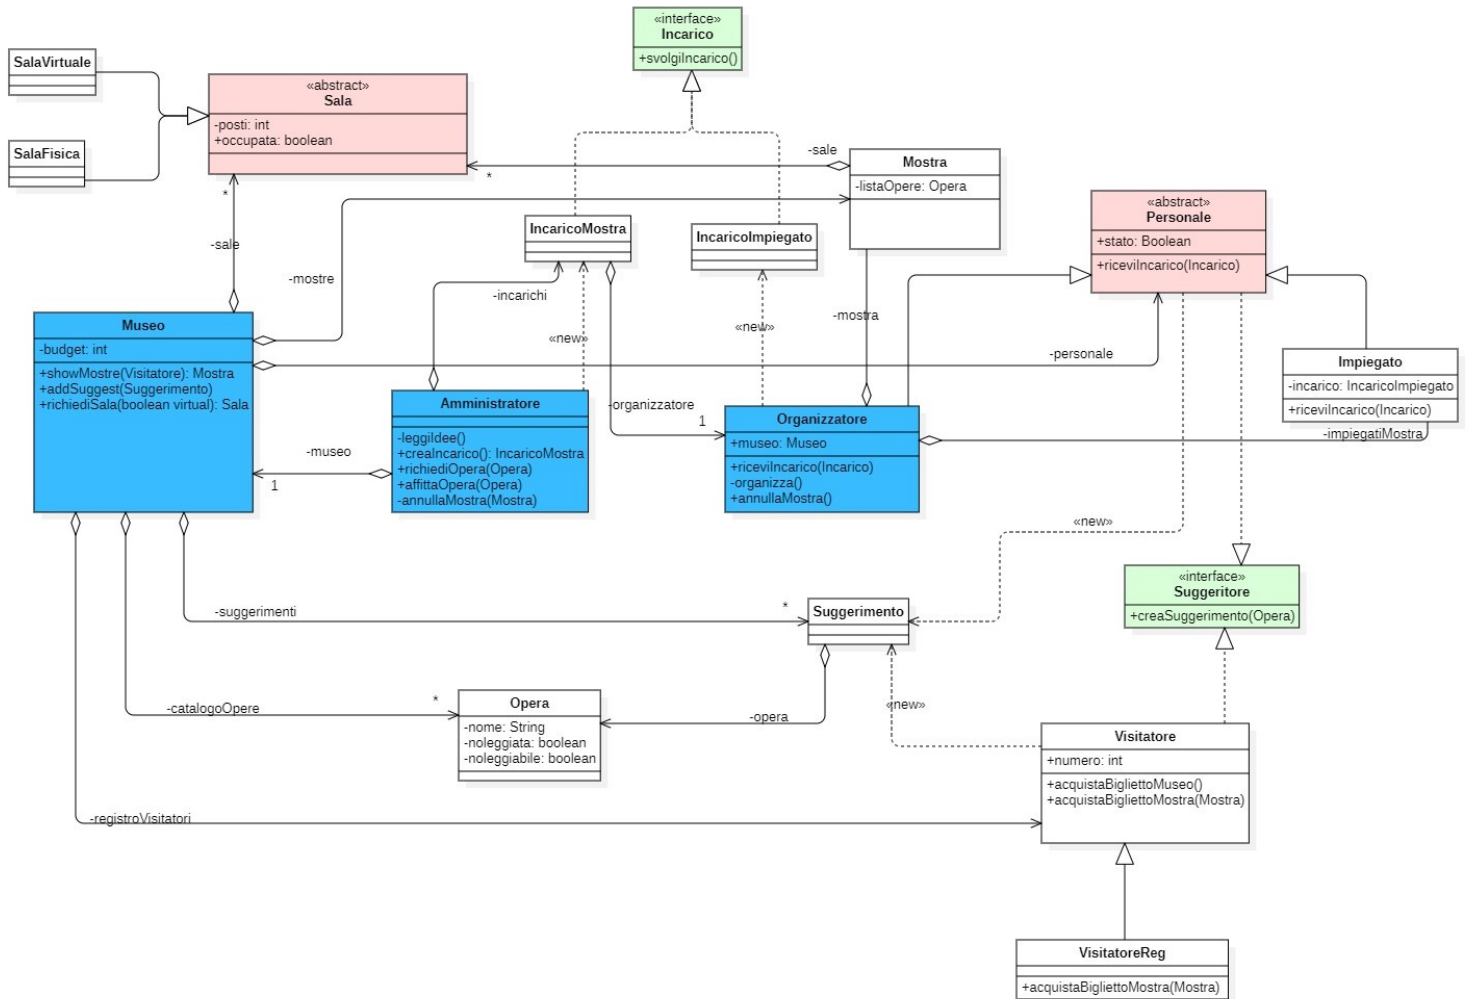 «interface»
Incarico
+svolgiIncarico()
SalaVirtuale
SalaFisica
«abstract»
Sala
-posti: int
+occupata: boolean
-sale
*
Mostra
-listaOpere: Opera
«abstract»
Personale
+stato: Boolean
+riceviIncarico(Incarico)
IncaricoMostra
IncaricoImpiegato
*
-sale
-mostre
-incarichi
«new»
«new»
-mostra
-personale
Museo
-budget: int
+showMostre(Visitatore): Mostra
+addSuggest(Suggerimento)
+richiediSala(boolean virtual): Sala
Impiegato
-incarico: IncaricoImpiegato
+riceviIncarico(Incarico)
-impiegatiMostra
Amministratore
-leggiIdee()
+creaIncarico(): IncaricoMostra
+richiediOpera(Opera)
+affittaOpera(Opera)
-annullaMostra(Mostra)
-organizzatore
1
Organizzatore
+museo: Museo
+riceviIncarico(Incarico)
-organizza()
+annullaMostra()
-museo
1
«new»
«interface»
Suggeritore
+creaSuggerimento(Opera)
-suggerimenti
*
Suggerimento
-catalogoOpere
*
Opera
-nome: String
-noleggiata: boolean
-noleggiabile: boolean
-opera
«new»
Visitatore
+numero: int
+acquistaBigliettoMuseo()
+acquistaBigliettoMostra(Mostra)
-registroVisitatori
VisitatoreReg
+acquistaBigliettoMostra(Mostra)